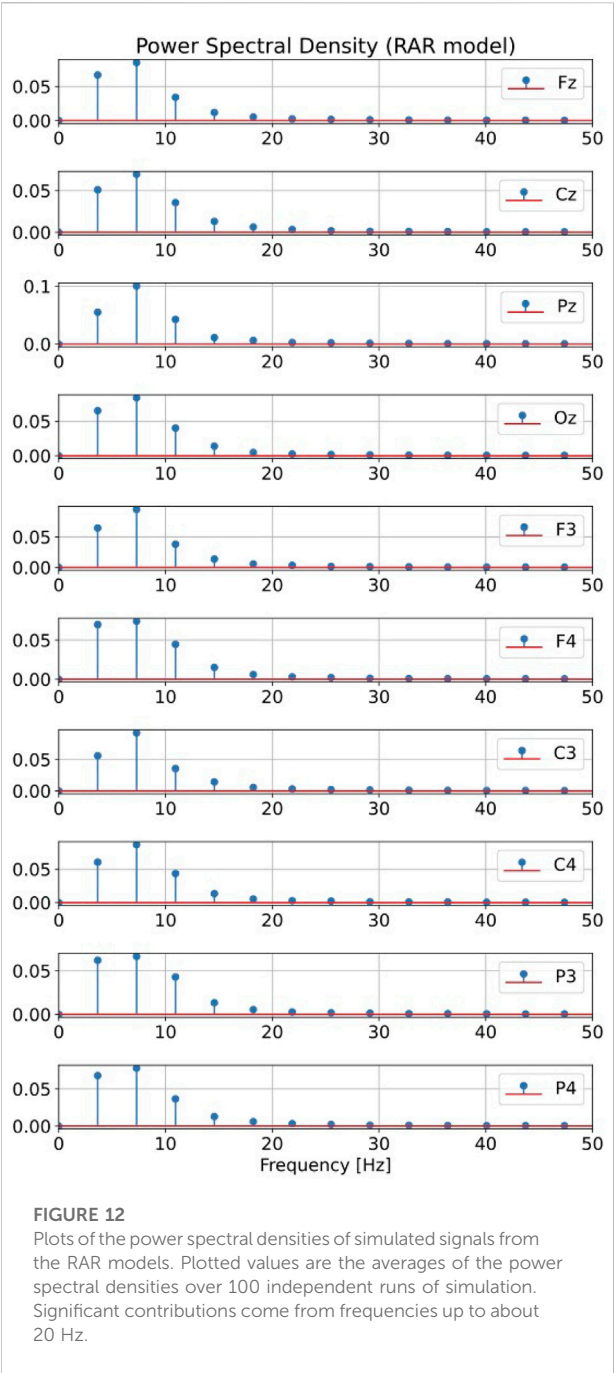 Power Spectral Density (RAR model)
0.05
0.00
Fz
0 10 20 30 40 50
0.05
0.00
Cz
0 10 20 30 40 50
0.1
0.0
Pz
0 10 20 30 40 50
0.05
0.00
Oz
0 10 20 30 40 50
0.05
0.00
F3
0 10 20 30 40 50
0.05
0.00
F4
0 10 20 30 40 50
0.05
0.00
C3
0 10 20 30 40 50
0.05
0.00
C4
0 10 20 30 40 50
0.05
0.00
P3
0 10 20 30 40 50
0.05
0.00
P4
0 10 20 30 40 50
Frequency [Hz]
FIGURE 12
Plots of the power spectral densities of simulated signals from
the RAR models. Plotted values are the averages of the power
spectral densities over 100 independent runs of simulation.
Significant contributions come from frequencies up to about
20 Hz.